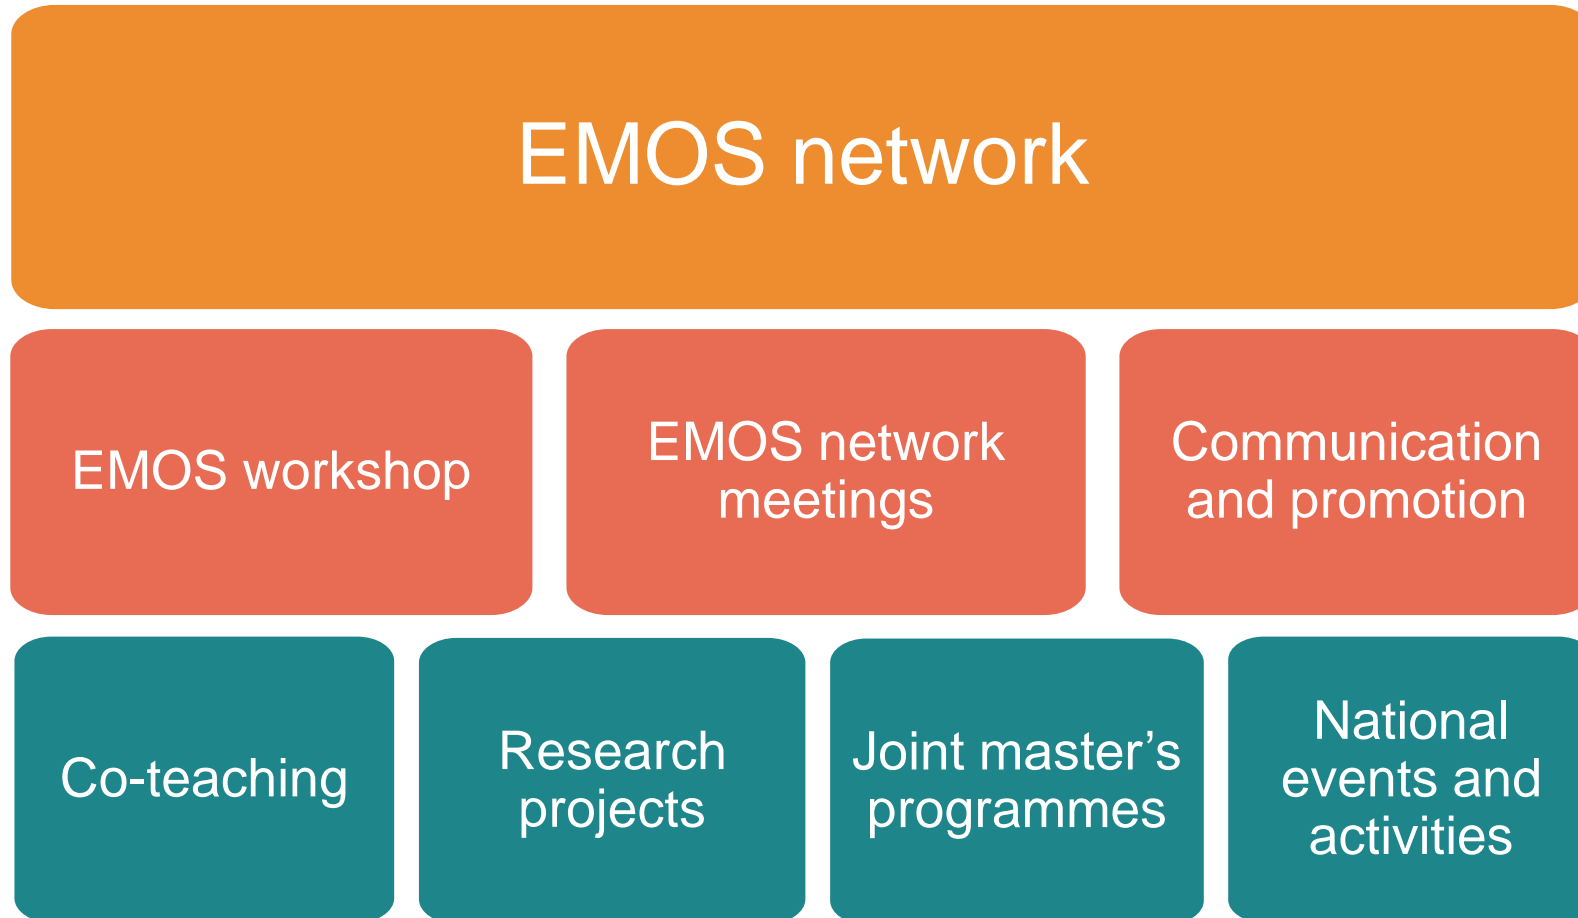 EMOS network
EMOS workshop
EMOS network
meetings
Communication
and promotion
Co-teaching
Research
projects
Joint master’s
programmes
National
events and
activities